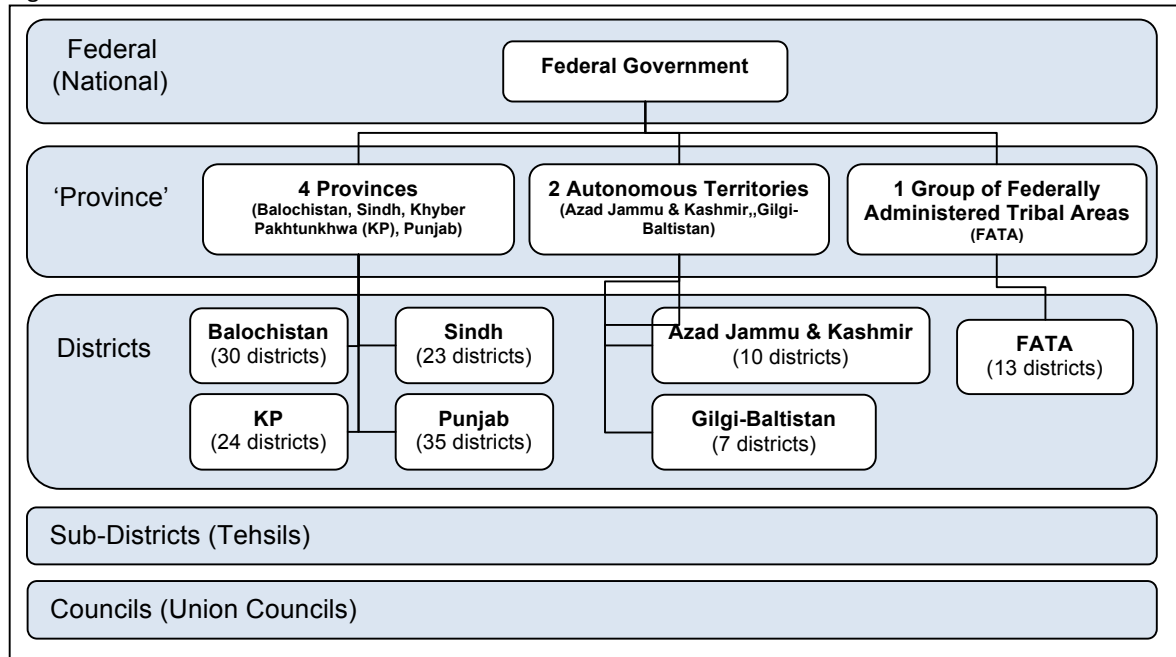 Federal
(National)
Federal Government
‘Province’
4 Provinces
(Balochistan, Sindh, Khyber
Pakhtunkhwa (KP), Punjab)
2 Autonomous Territories
(Azad Jammu & Kashmir,,Gilgi-
Baltistan)
1 Group of Federally
Administered Tribal Areas
(FATA)
Districts
Balochistan
(30 districts)
Sindh
(23 districts)
Azad Jammu & Kashmir
(10 districts)
FATA
(13 districts)
KP
(24 districts)
Punjab
(35 districts)
Gilgi-Baltistan
(7 districts)
Sub-Districts (Tehsils)
Councils (Union Councils)